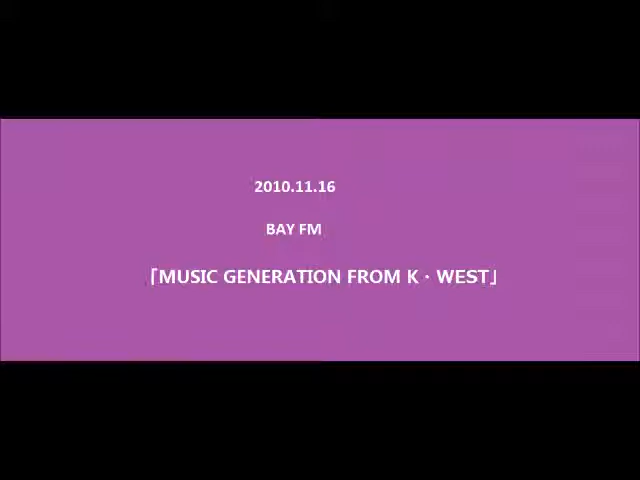 2010.11.16
BAY FM
「MUSIC GENERATION FROM K・WEST」